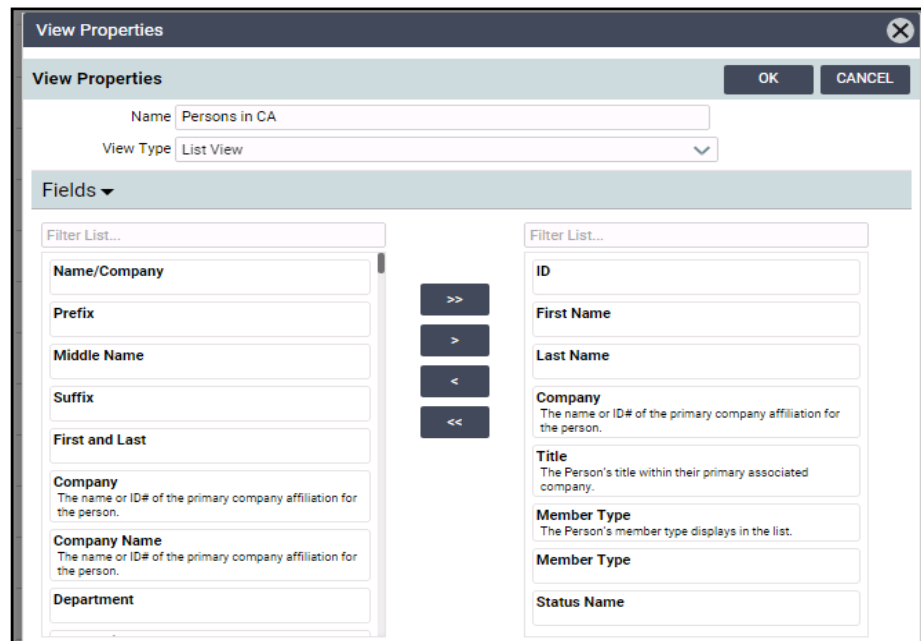 View Properties
View Properties
OK
CANCEL
Name Persons in CA
View Type List View
Fields
Filter List...
Name/Company
Prefix
Middle Name
Suffix
First and Last
Company
The name or ID# of the primary company affiliation for
the person.
Company Name
The name or ID# of the primary company affiliation for
the person.
Department
>>
>
<
<<
Filter List...
ID
First Name
Last Name
Company
The name or ID# of the primary company affiliation for
the person.
Title
The Person's title within their primary associated
company.
Member Type
The Person's member type displays in the list.
Member Type
Status Name